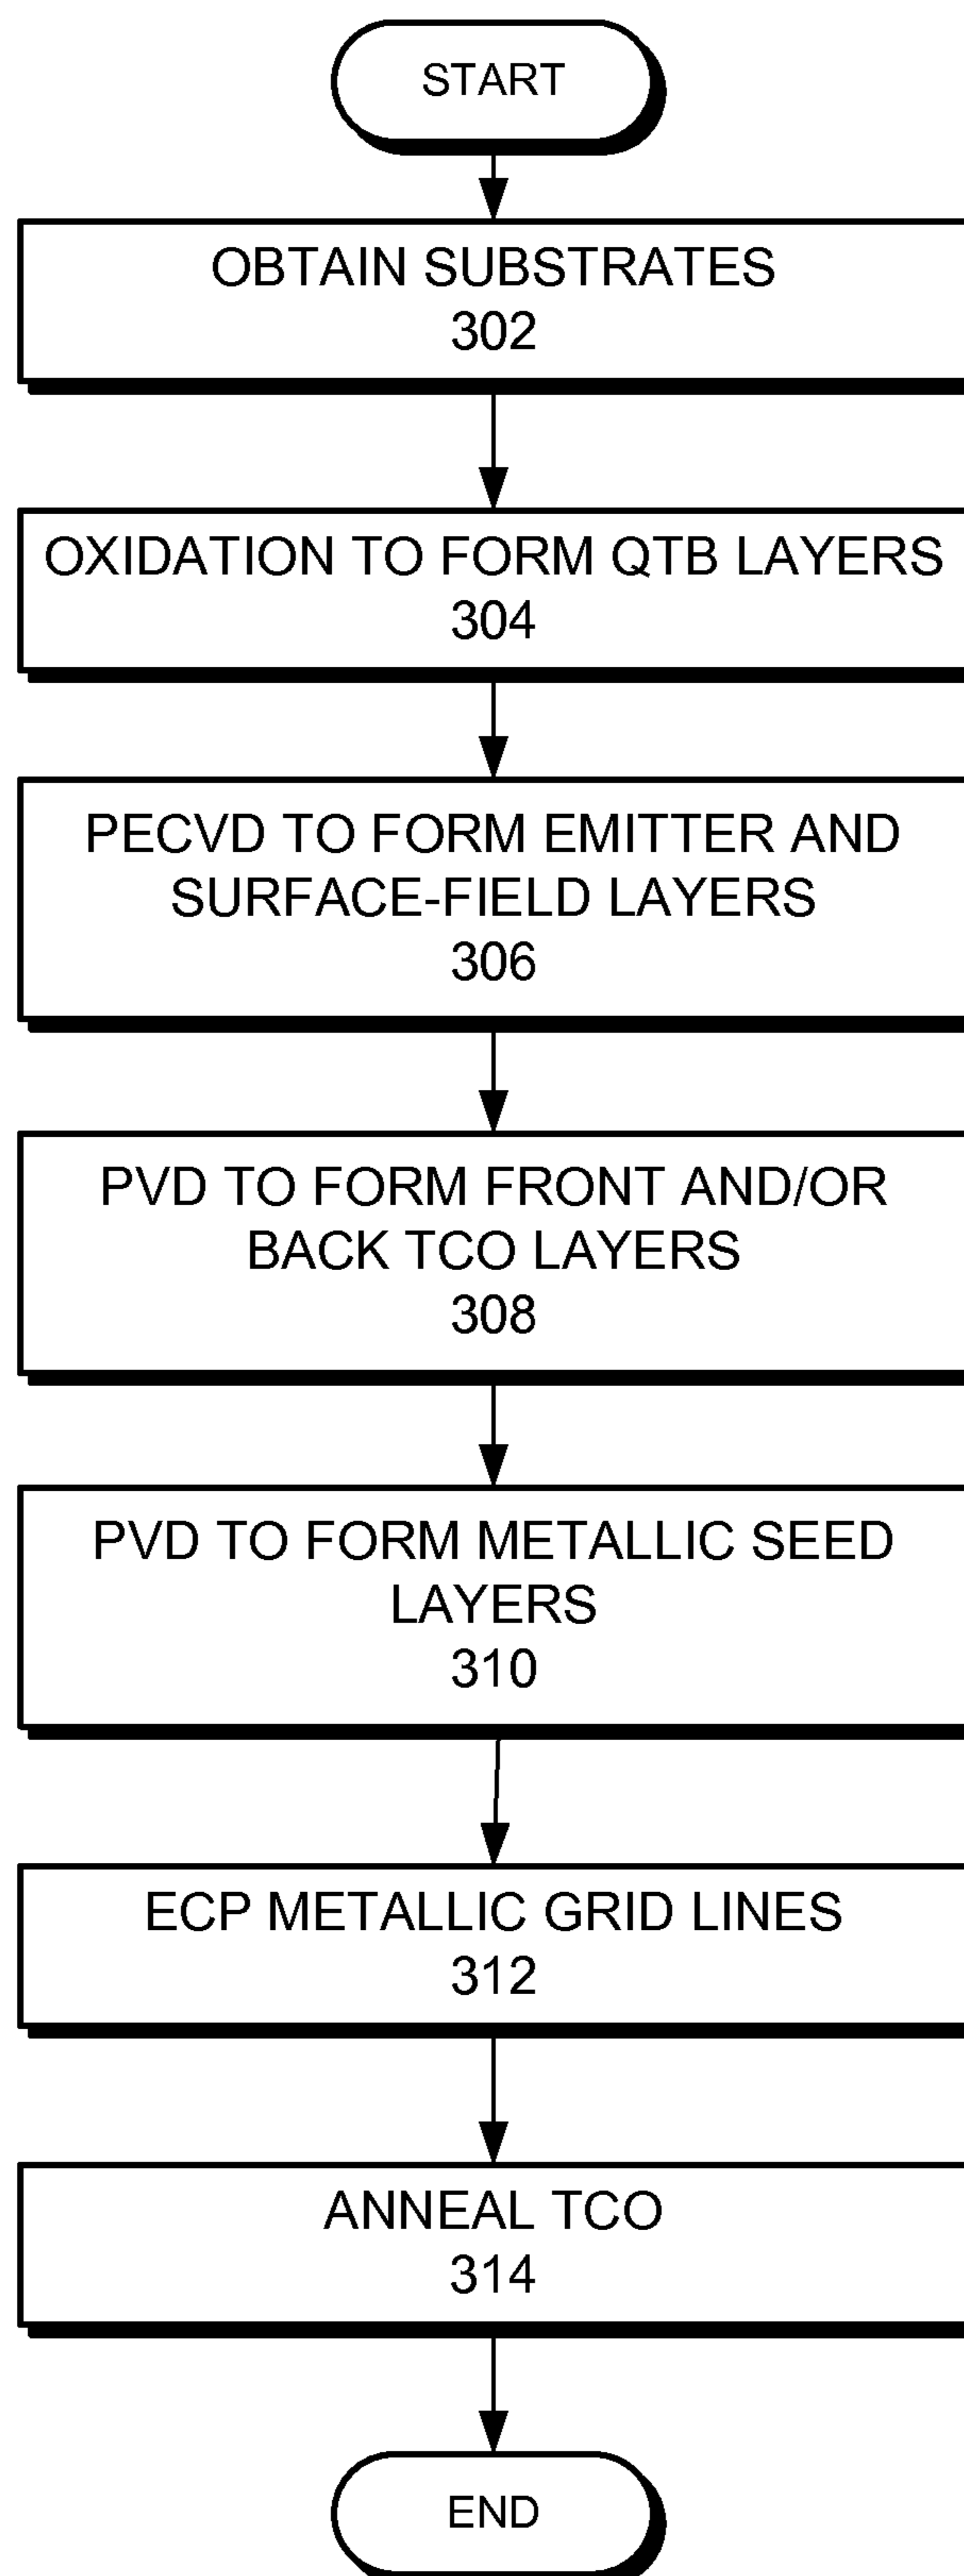 START
OBTAIN SUBSTRATES
302
OXIDATION TO FORM QTB LAYERS
304
PECVD TO FORM EMITTER AND
SURFACE-FIELD LAYERS
306
PVD TO FORM FRONT AND/OR
BACK TCO LAYERS
308
PVD TO FORM METALLIC SEED
LAYERS
310
ECP METALLIC GRID LINES
312
ANNEAL TCO
314
END